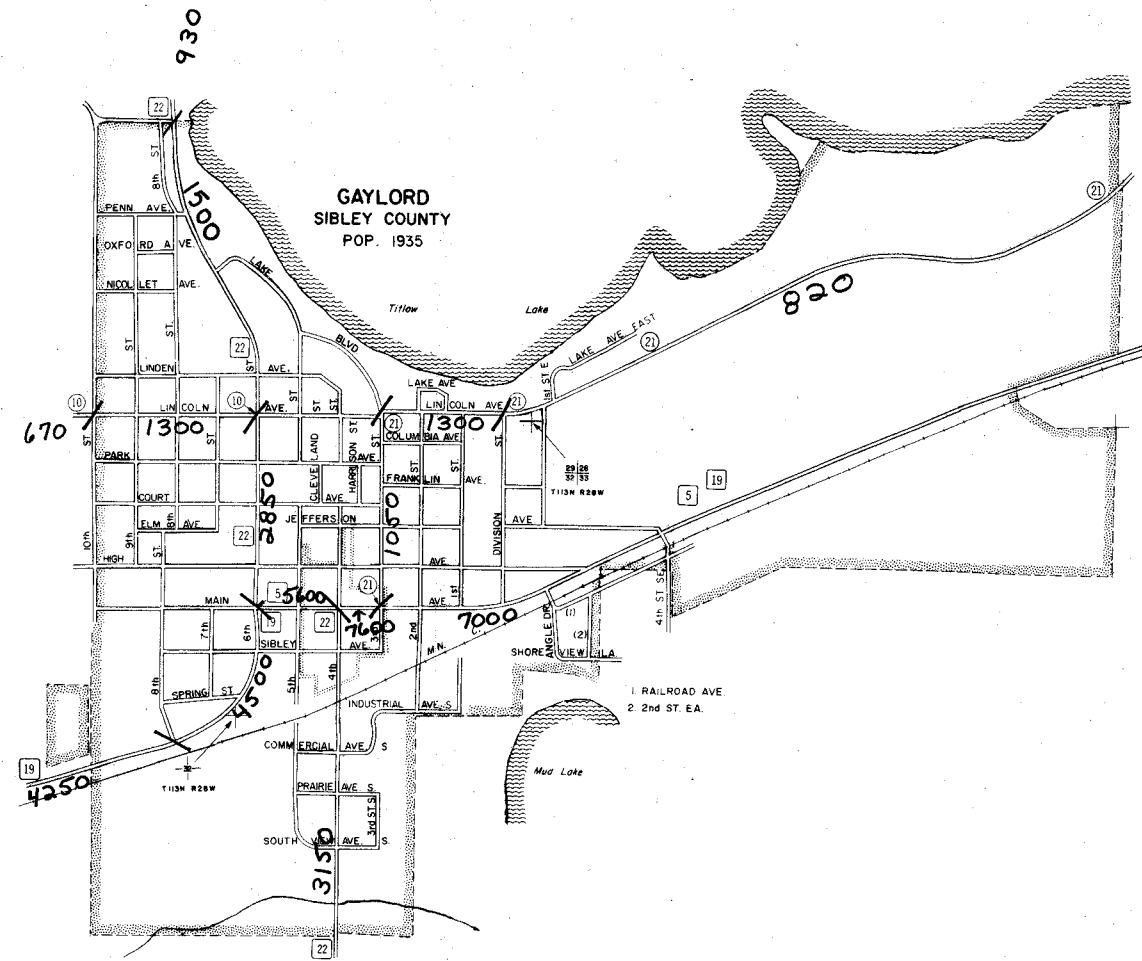 930
22
GAYLORD
SIBLEY COUNTY
POP. 1935
8th ST.
1500
PENN AVE.
OXFORD AVE.
NICOLLET AVE.
LAKE BLVD
Titlow Lake
21
820
22
ST.
ST.
ST
LINDEN AVE.
LAKE AVE EAST
21
1st ST E
LAKE AVE
10
LINCOLN AVE.
10
LINCOLN AVE
21
21
670
1300
1300
COLUMBIA AVE
PARK AVE.
CLEVELAND ST.
HARRISON ST.
FRANKLIN AVE.
29 28
32 33
T113N R28W
19
5
COURT AVE.
2850
1050
ELM AVE.
JEFFERSON AVE
22
DIVISION ST.
10th ST
9th ST
8th ST.
HIGH AVE
MAIN AVE.
5
5600
21
19
22
7600
7000
1st ST.
2nd ST.
3rd ST.
4th ST SE
ANGLE DR.
(1)
(2)
7th
6th
SIBLEY AVE.
M.N.
SHORE VIEW LA.
8th
SPRING ST.
4500
5th
4th
INDUSTRIAL AVE. S
1. RAILROAD AVE.
2. 2nd ST. EA.
COMMERCIAL AVE S
19
4250
32
T113N R28W
Mud Lake
PRAIRIE AVE S.
3rd ST S
SOUTH VIEW AVE. S.
3150
22